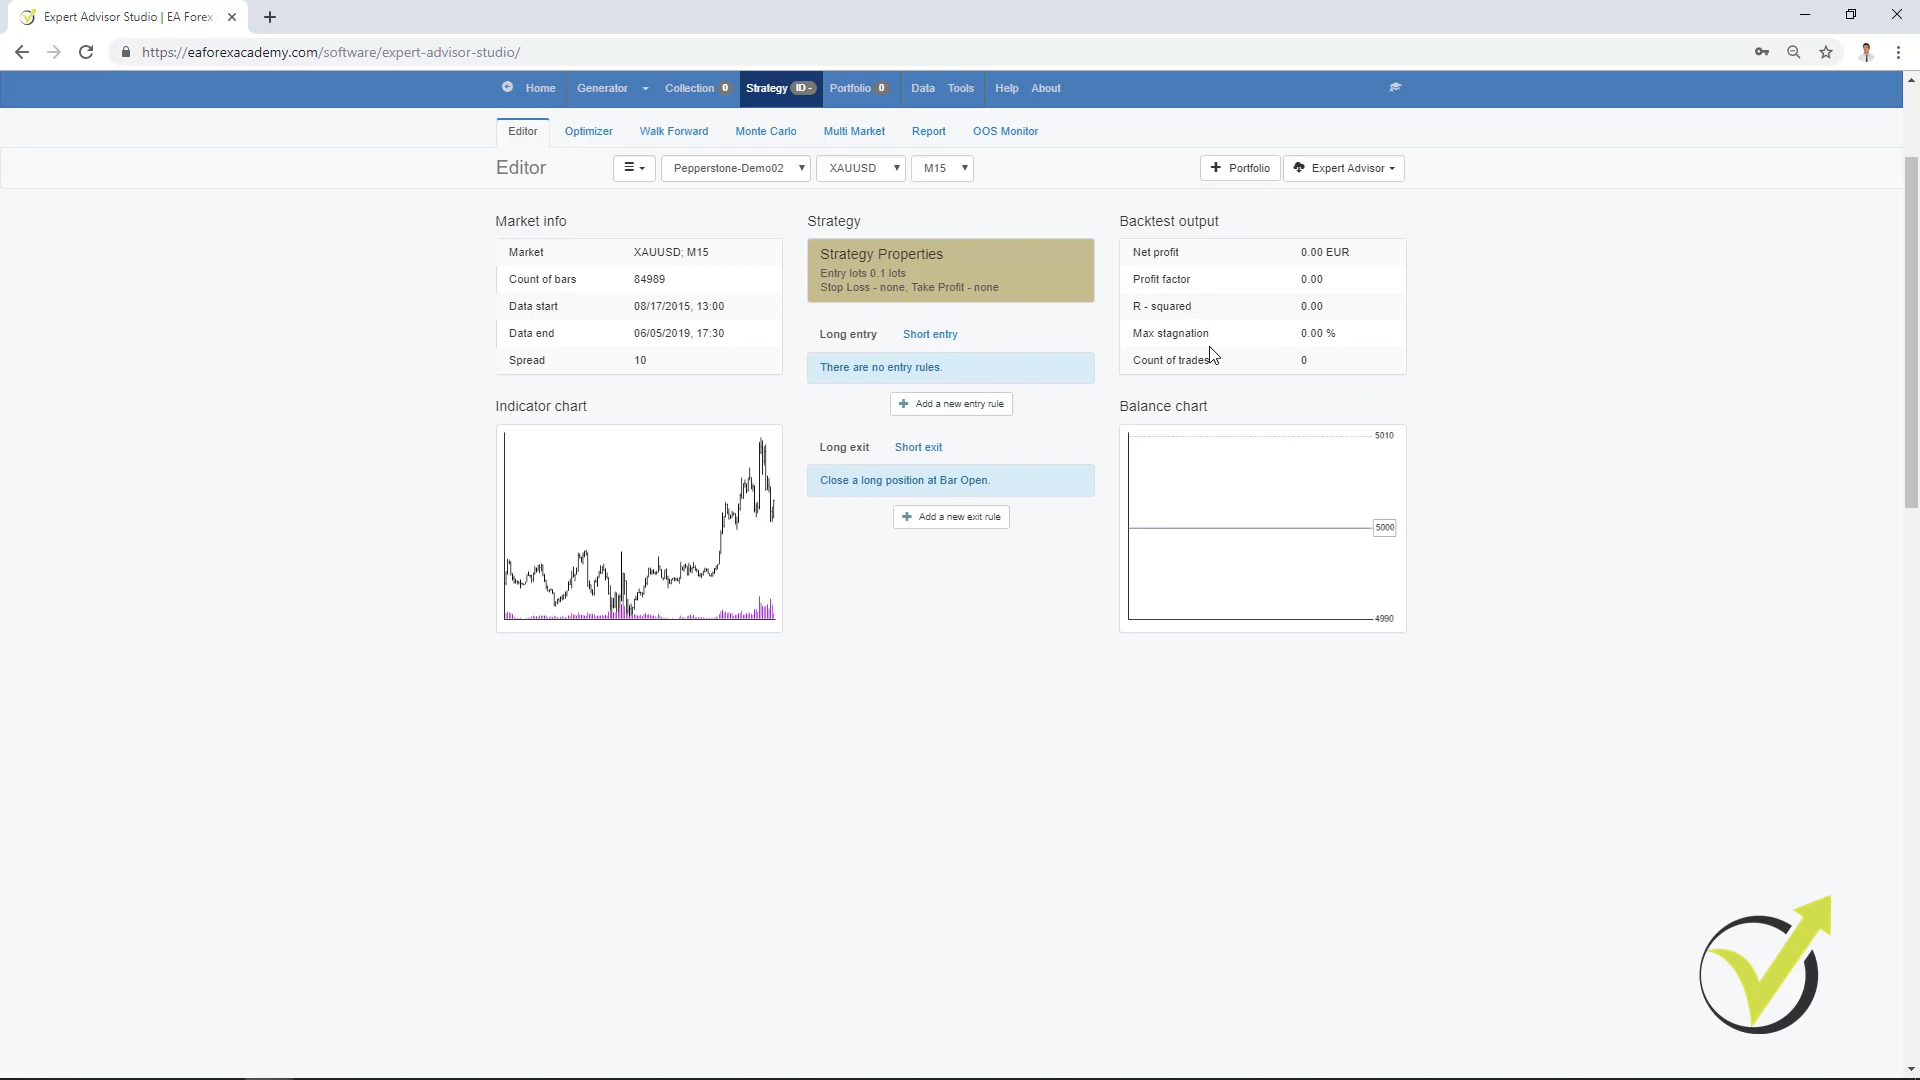 Expert Advisor Studio | EA Forex
https://eaforexacademy.com/software/expert-advisor-studio/
Home Generator Collection 0 Strategy ID - Portfolio 0 Data Tools Help About
Editor Optimizer Walk Forward Monte Carlo Multi Market Report OOS Monitor
Editor Pepperstone-Demo02 XAUUSD M15 Portfolio Expert Advisor
Market info
Market XAUUSD; M15
Count of bars 84989
Data start 08/17/2015, 13:00
Data end 06/05/2019, 17:30
Spread 10
Indicator chart
Strategy
Strategy Properties
Entry lots 0.1 lots
Stop Loss - none, Take Profit - none
Long entry Short entry
There are no entry rules.
Add a new entry rule
Long exit Short exit
Close a long position at Bar Open.
Add a new exit rule
Backtest output
Net profit 0.00 EUR
Profit factor 0.00
R - squared 0.00
Max stagnation 0.00 %
Count of trades 0
Balance chart
5010
5000
4990